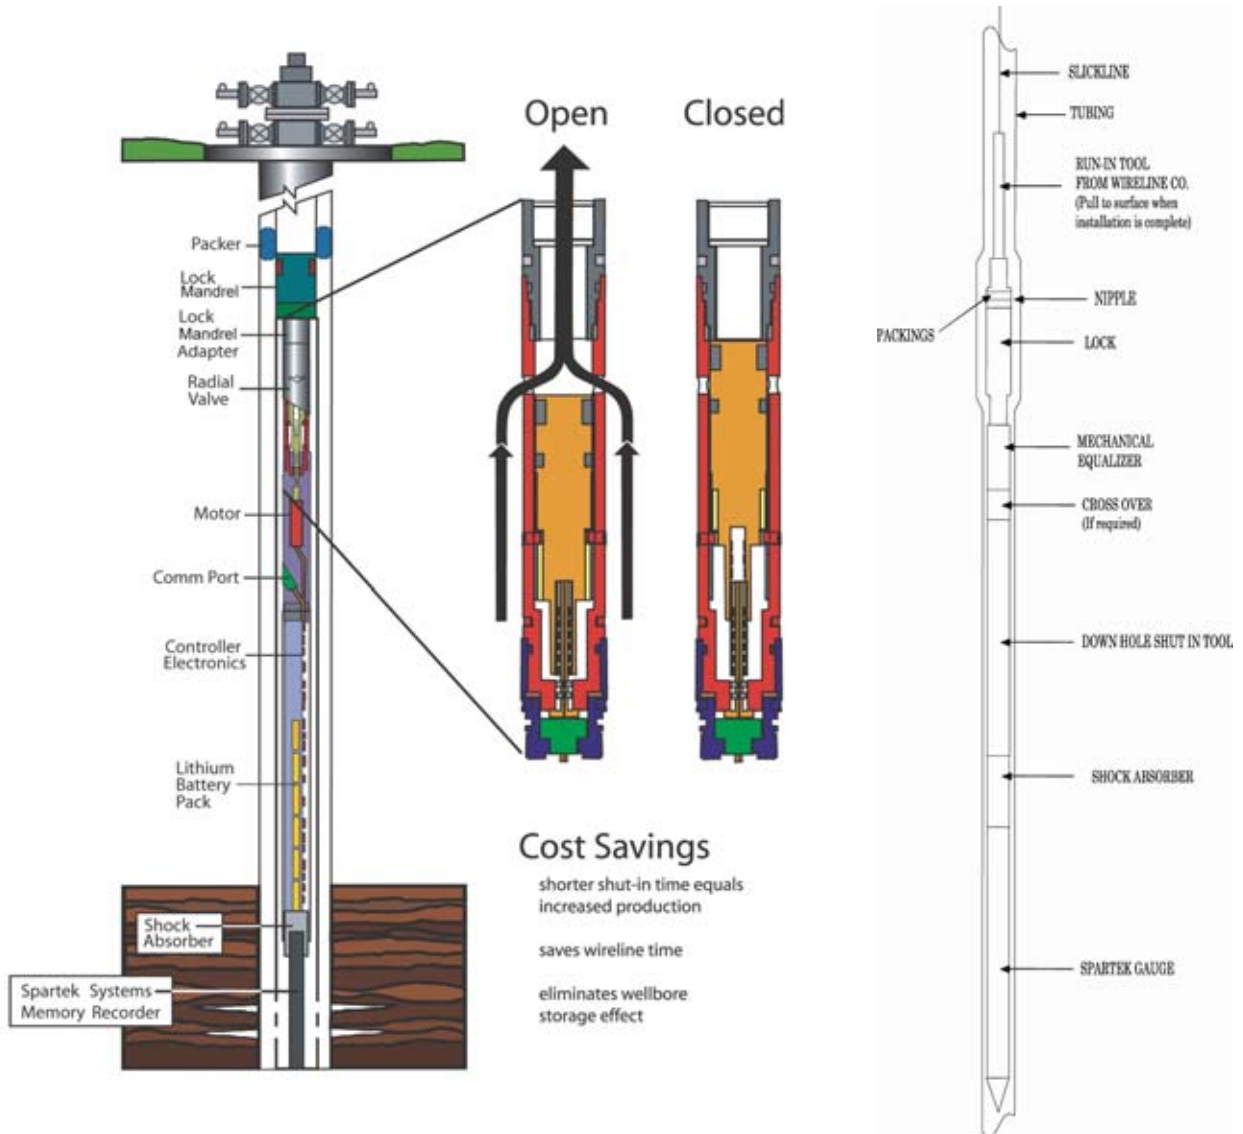 Packer
Lock
Mandrel
Lock
Mandrel
Adapter
Radial
Valve
Motor
Comm Port
Controller
Electronics
Lithium
Battery
Pack
Shock
Absorber
Spartek Systems
Memory Recorder
Open
Closed
Cost Savings
shorter shut-in time equals
increased production
saves wireline time
eliminates wellbore
storage effect
SLICKLINE
TUBING
RUN-IN TOOL
FROM WIRELINE CO.
(Pull to surface when
installation is complete)
NIPPLE
PACKINGS
LOCK
MECHANICAL
EQUALIZER
CROSS OVER
(If required)
DOWN HOLE SHUT IN TOOL
SHOCK ABSORBER
SPARTEK GAUGE